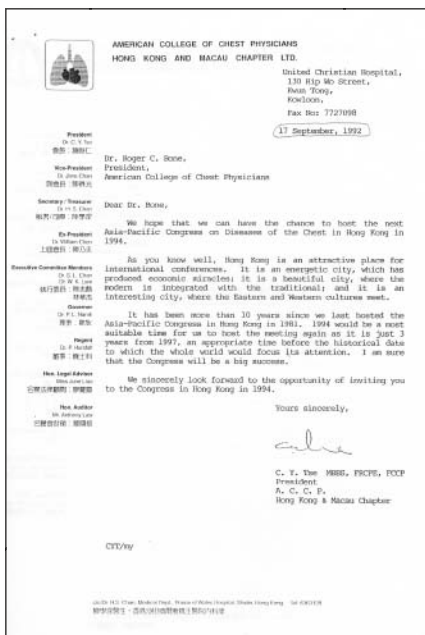 AMERICAN COLLEGE OF CHEST PHYSICIANS
HONG KONG AND MACAU CHAPTER LTD.
United Christian Hospital,
130 Hip Wo Street,
Kwun Tong,
Kowloon,
Fax No: 7727098
17 September, 1992
President
Dr. C. Y. Tse
Vice-President
Secretary / Treasurer
Ex-President
Executive Committee Members
Governor
Regent
Hon. Legal Advisor
Hon. Auditor
Dr. Roger C. Bone,
President,
American College of Chest Physicians
Dear Dr. Bone,
We hope that we can have the chance to host the next
Asia-Pacific Congress on Diseases of the Chest in Hong Kong in
1994.
As you know well, Hong Kong is an attractive place for
international conferences. It is an energetic city, which has
produced economic miracles; it is a beautiful city, where the
modern is integrated with the traditional; and it is an
interesting city, where the Eastern and Western cultures meet.
It has been more than 10 years since we last hosted the
Asia-Pacific Congress in Hong Kong in 1981. 1994 would be a most
suitable time for us to host the meeting again as it is just 3
years from 1997, an appropriate time before the historical date
to which the whole world would focus its attention. I am sure
that the Congress will be a big success.
We sincerely look forward to the opportunity of inviting you
to the Congress in Hong Kong in 1994.
Yours sincerely,
C. Y. Tse MBBS, FRCPE, FCCP
President
A. C. C. P.
Hong Kong & Macau Chapter
CYT/my